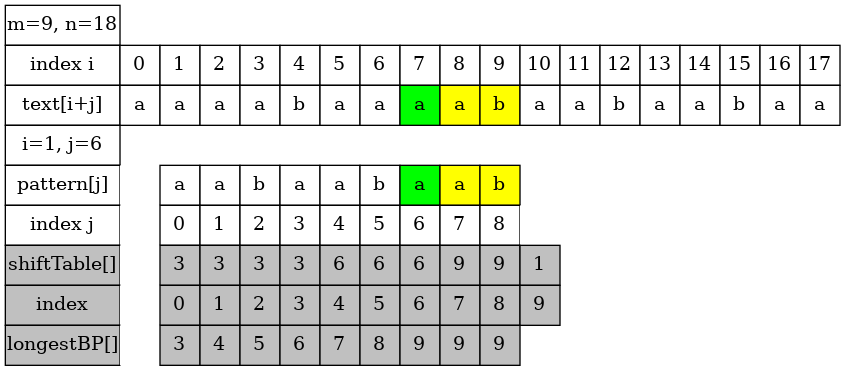 m=9, n=18
index i 0 1 2 3 4 5 6 7 8 9 10 11 12 13 14 15 16 17
text[i+j] a a a a b a a a a b a a b a a b a a
i=1, j=6
pattern[j] a a b a a b a a b
index j 0 1 2 3 4 5 6 7 8
shiftTable[] 3 3 3 3 6 6 6 9 9 1
index 0 1 2 3 4 5 6 7 8 9
longestBP[] 3 4 5 6 7 8 9 9 9